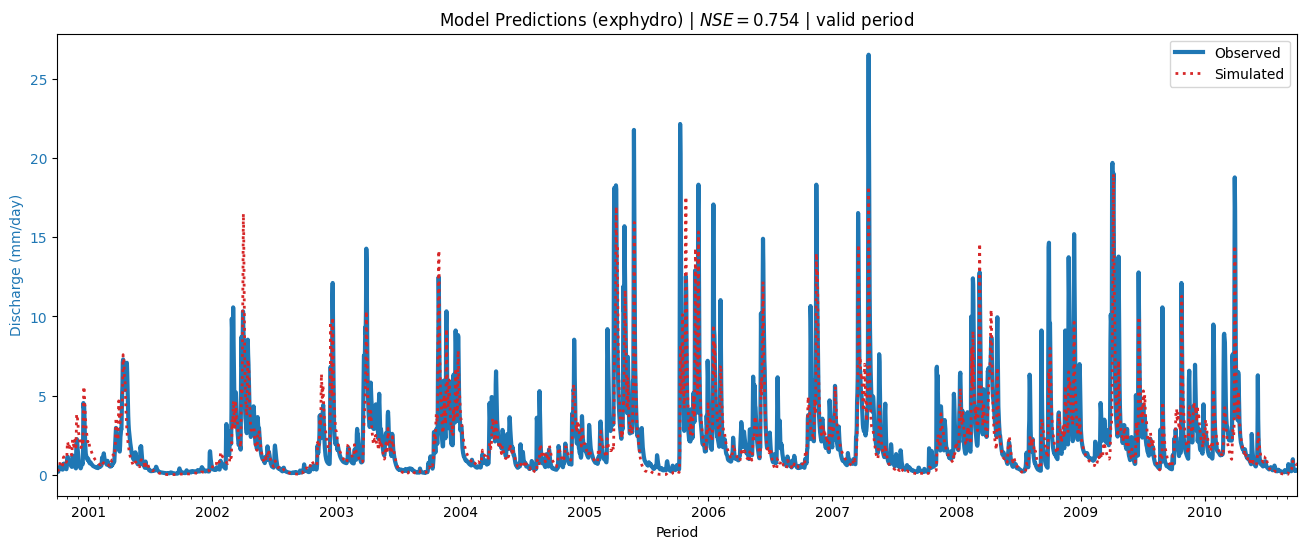 Model Predictions (exphydro) | NSE = 0.754 | valid period
Observed
Simulated
Discharge (mm/day)
25
20
15
10
5
0
2001 2002 2003 2004 2005 2006 2007 2008 2009 2010
Period